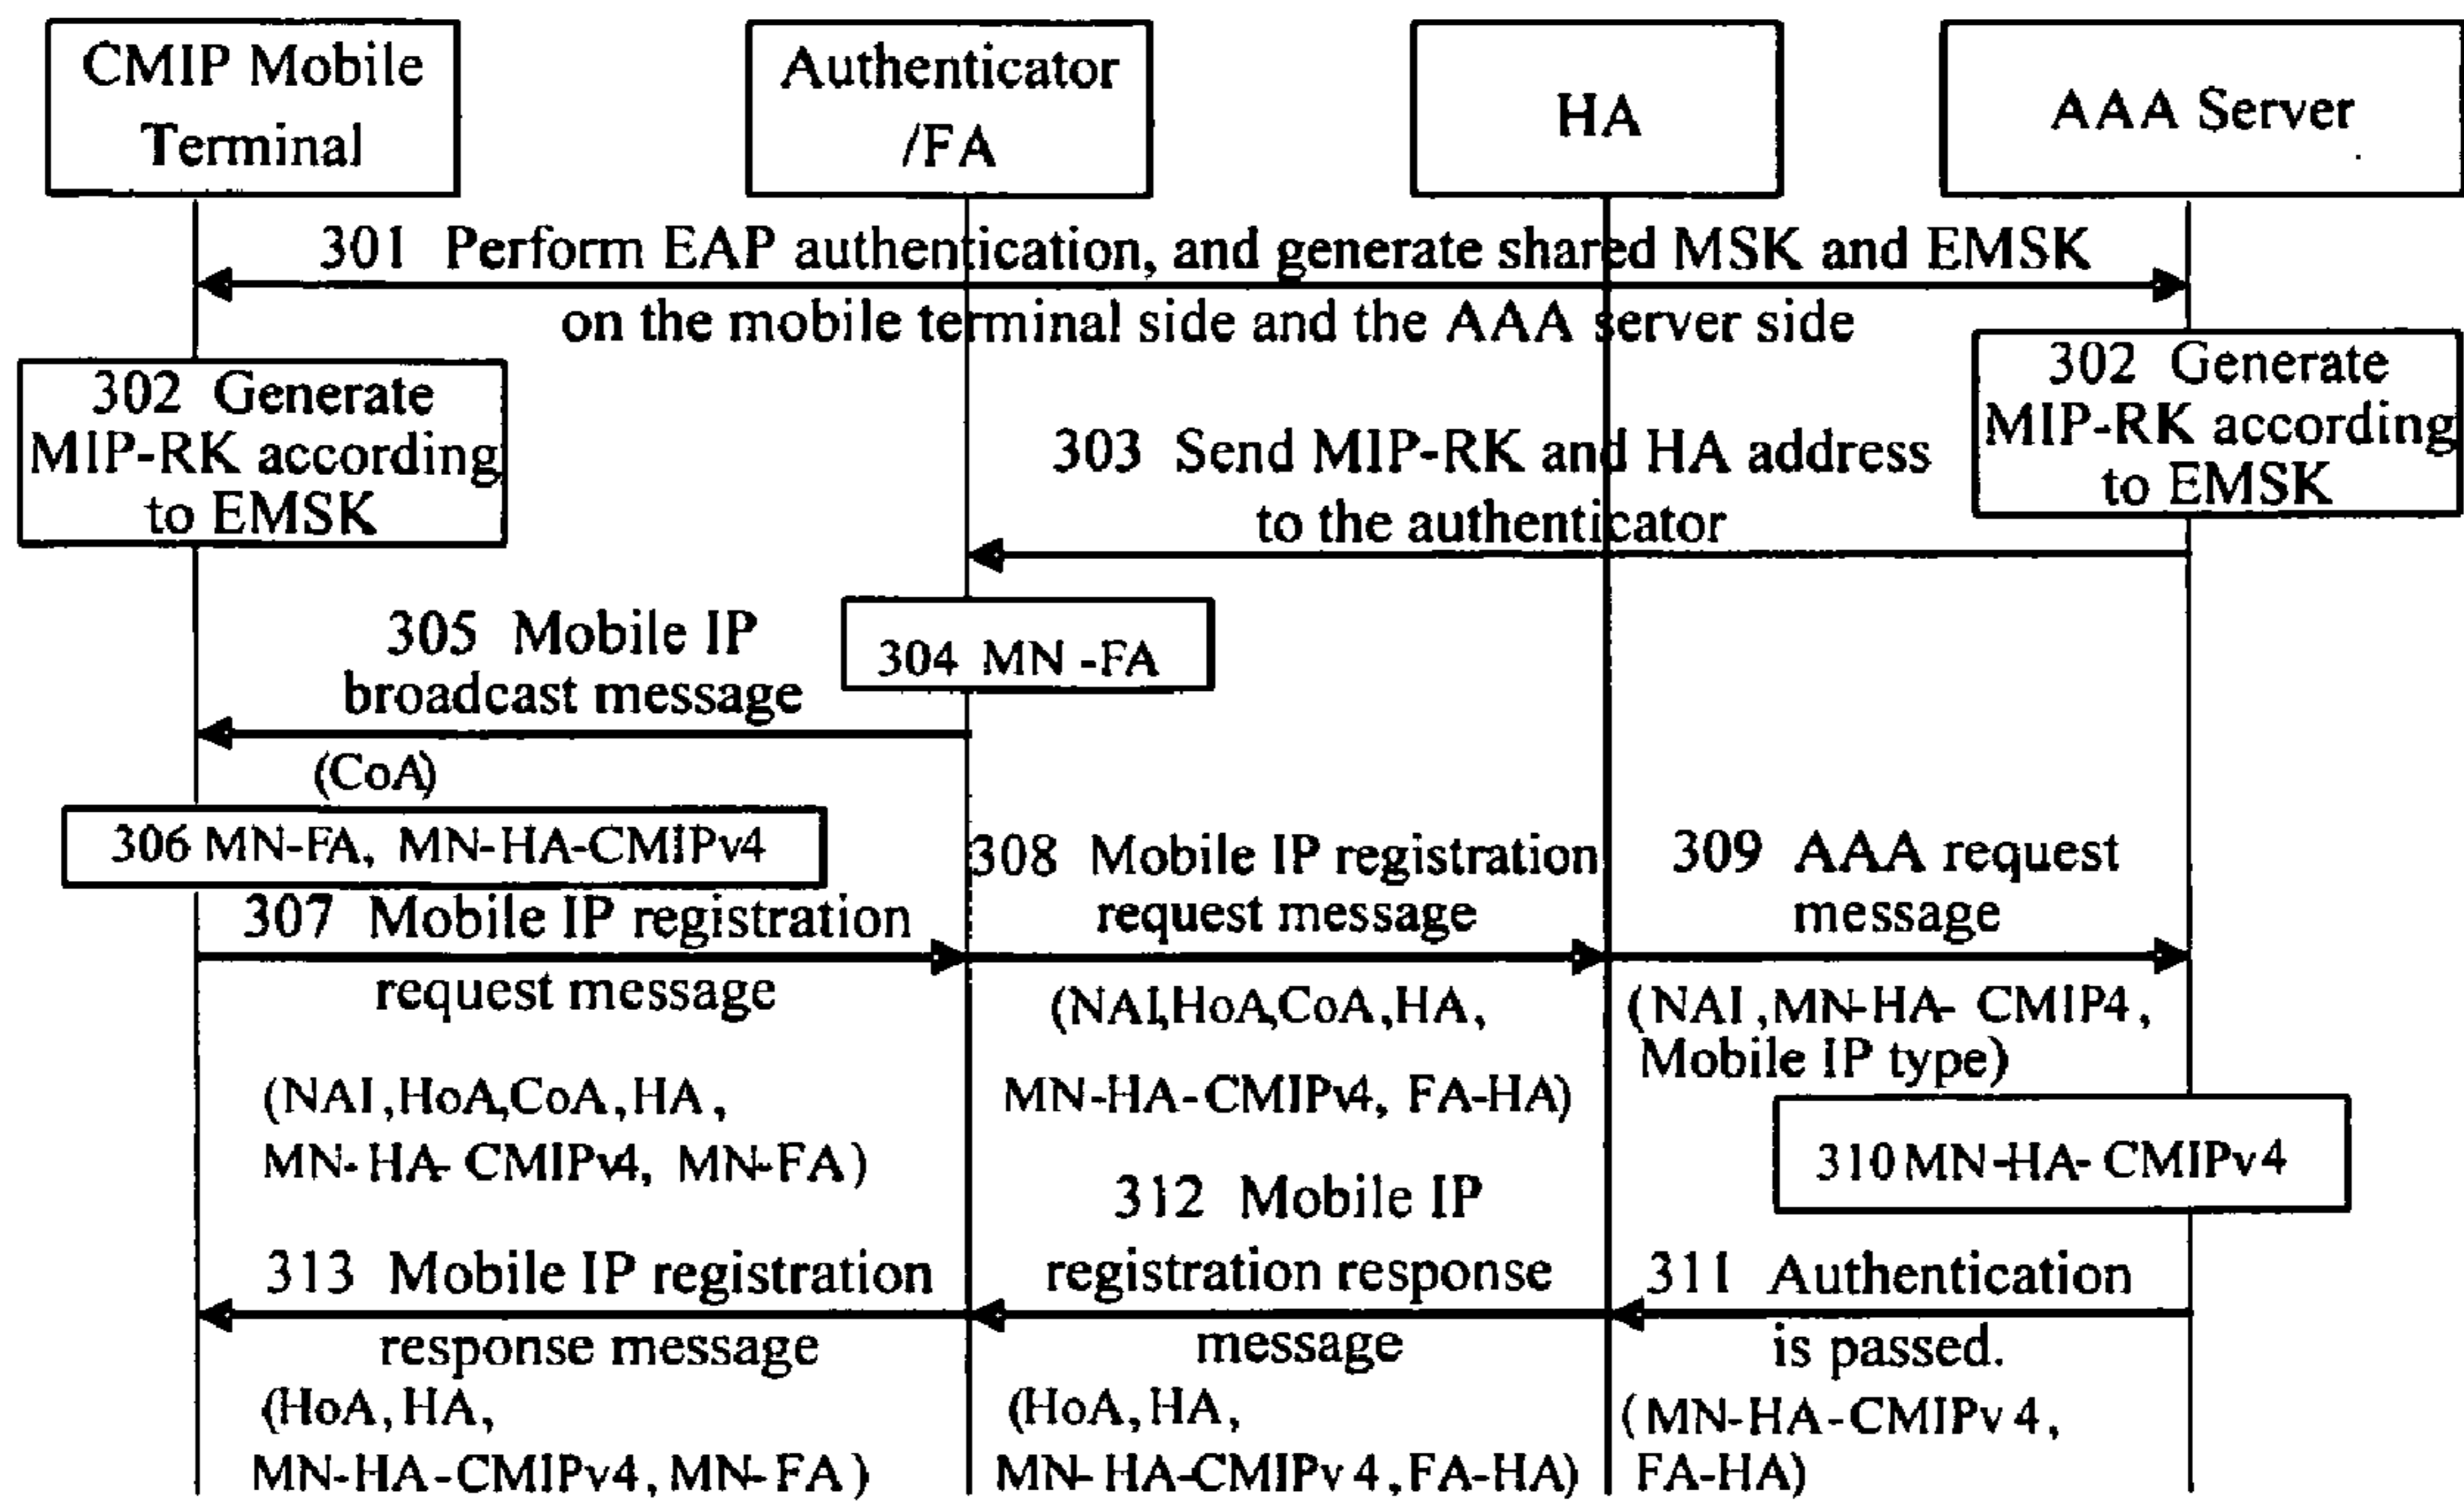 CMIP Mobile
Terminal
Authenticator
/FA
HA
AAA Server
301 Perform EAP authentication, and generate shared MSK and EMSK
on the mobile terminal side and the AAA server side
302 Generate
MIP-RK according
to EMSK
302 Generate
MIP-RK according
to EMSK
303 Send MIP-RK and HA address
to the authenticator
304 MN -FA
305 Mobile IP
broadcast message
(CoA)
306 MN-FA, MN-HA-CMIPv4
307 Mobile IP registration
request message
(NAI,HoA,CoA,HA,
MN-HA-CMIPv4, MN-FA)
308 Mobile IP registration
request message
(NAI,HoA,CoA,HA,
MN-HA-CMIPv4, FA-HA)
309 AAA request
message
(NAI,MN-HA- CMIP4,
Mobile IP type)
310 MN-HA-CMIPv4
311 Authentication
is passed.
(MN-HA-CMIPv4,
FA-HA)
312 Mobile IP
registration response
message
(HoA,HA,
MN-HA-CMIPv4,FA-HA)
313 Mobile IP registration
response message
(HoA,HA,
MN-HA-CMIPv4,MN-FA)